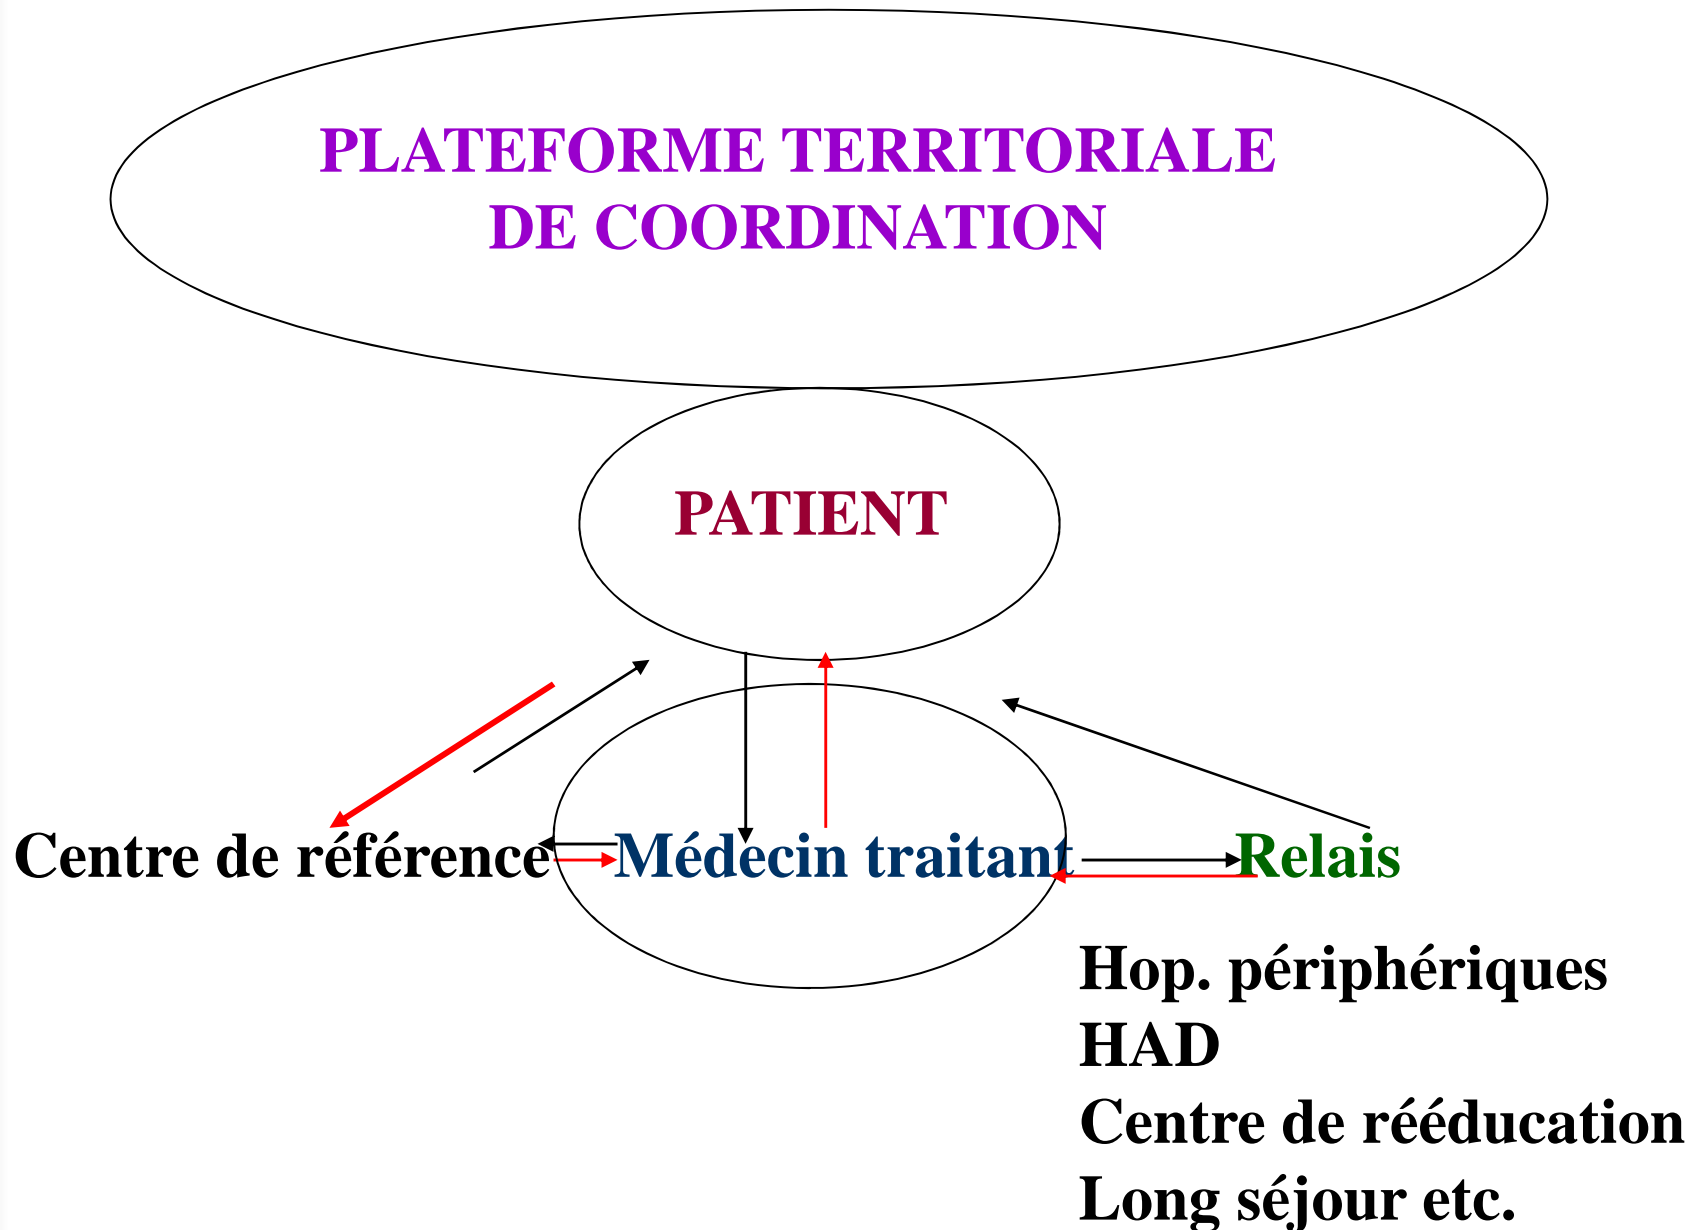 PLATEFORME TERRITORIALE
DE COORDINATION
PATIENT
Centre de référence
Médecin traitant
Relais
Hop. périphériques
HAD
Centre de rééducation
Long séjour etc.